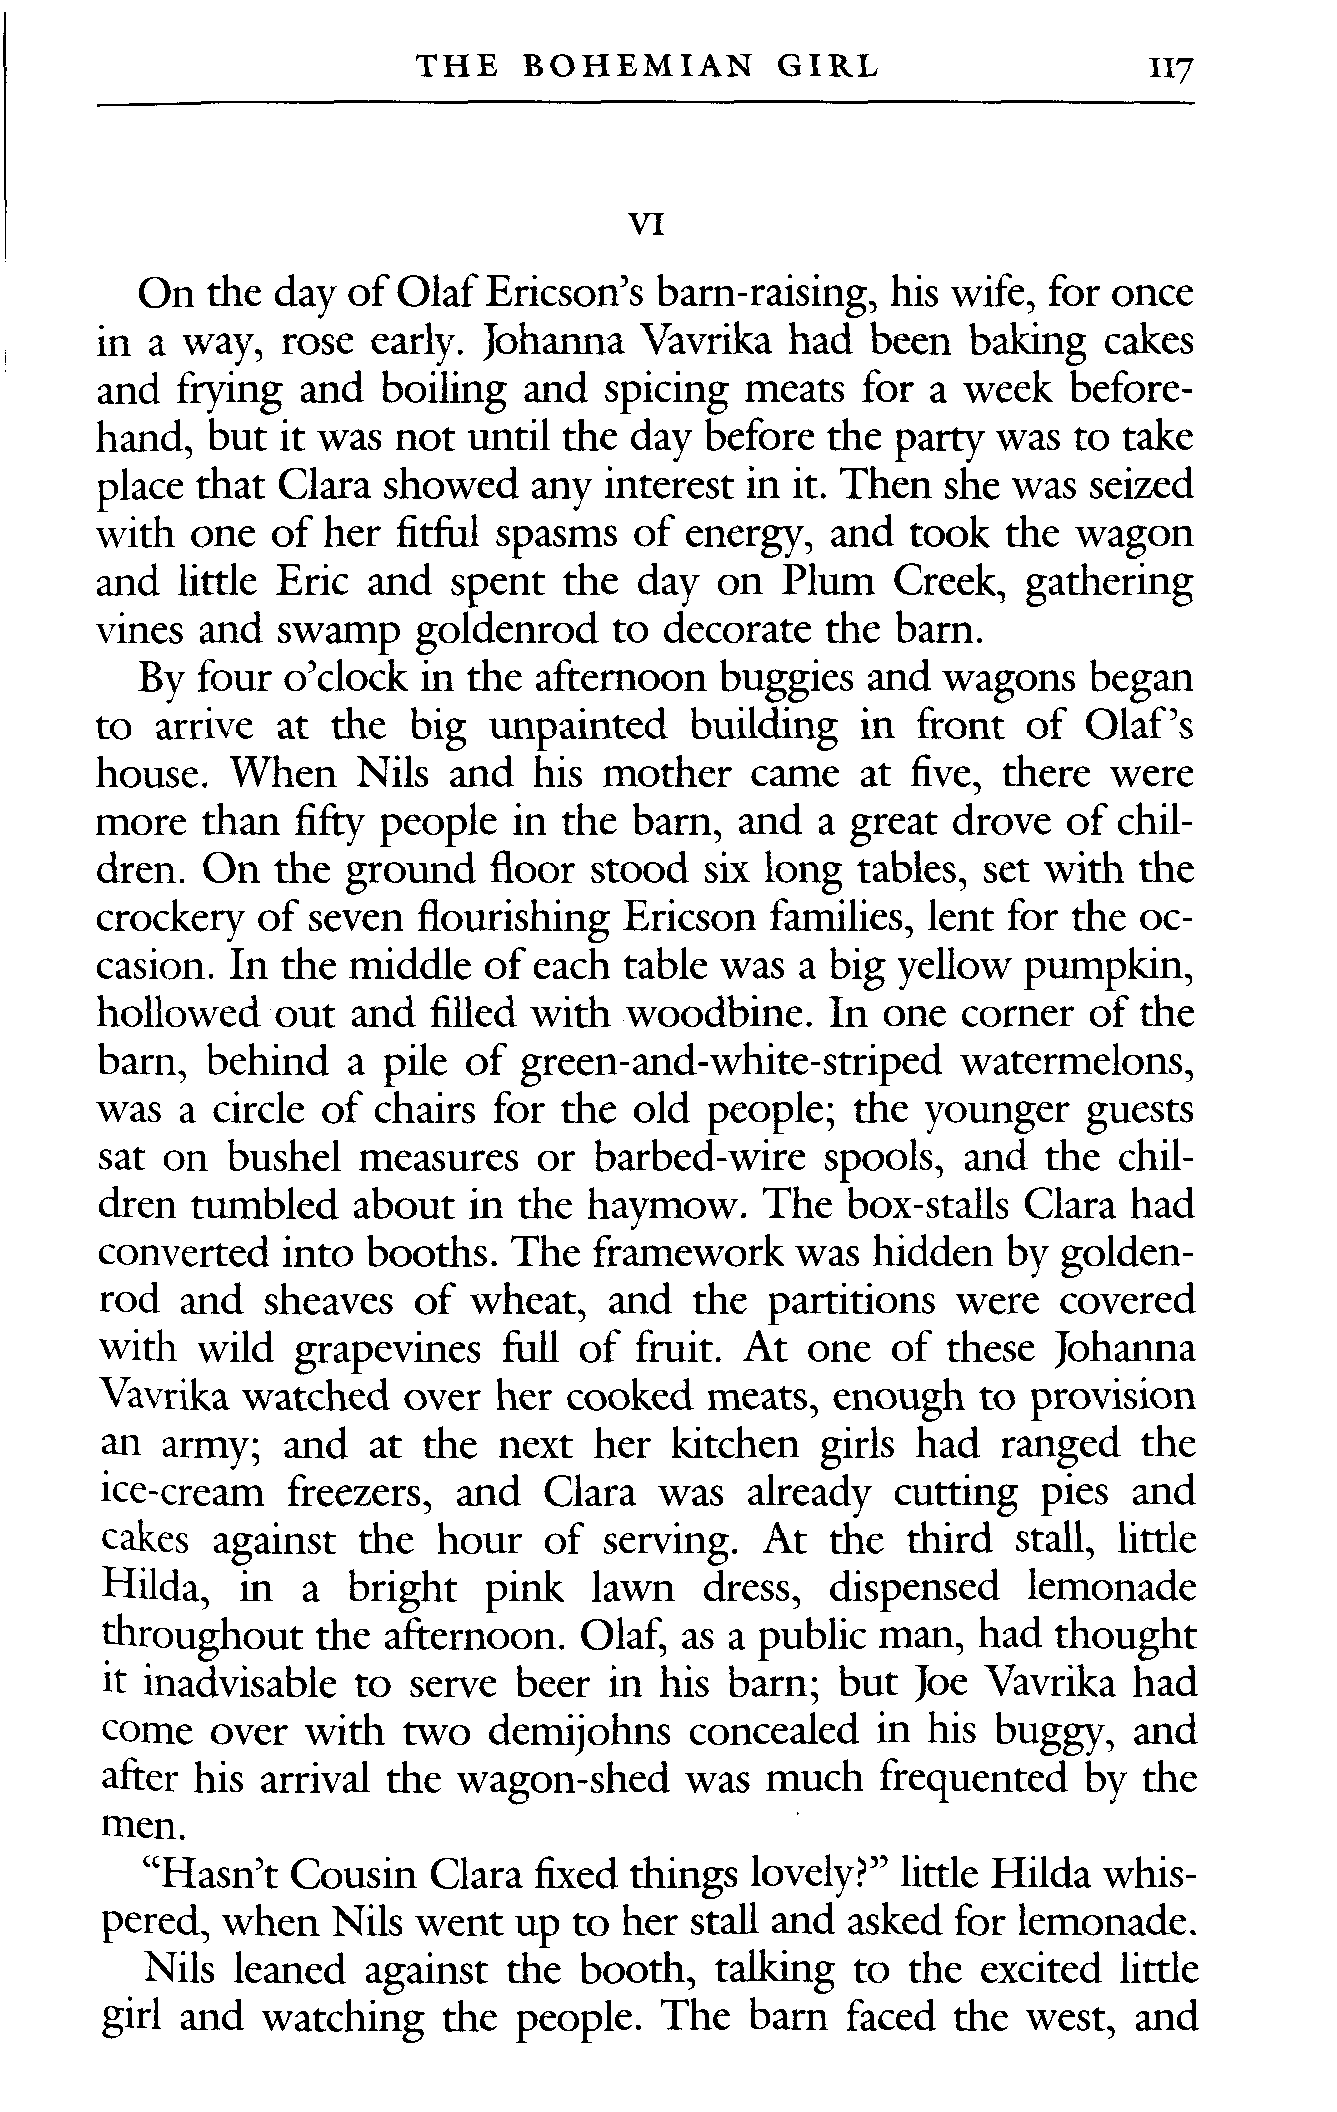 THE BOHEMIAN GIRL 117
VI
On the day of Olaf Ericson’s barn-raising, his wife, for once
in a way, rose early. Johanna Vavrika had been baking cakes
and frying and boiling and spicing meats for a week before-
hand, but it was not until the day before the party was to take
place that Clara showed any interest in it. Then she was seized
with one of her fitful spasms of energy, and took the wagon
and little Eric and spent the day on Plum Creek, gathering
vines and swamp goldenrod to decorate the barn.
By four o’clock in the afternoon buggies and wagons began
to arrive at the big unpainted building in front of Olaf’s
house. When Nils and his mother came at five, there were
more than fifty people in the barn, and a great drove of chil-
dren. On the ground floor stood six long tables, set with the
crockery of seven flourishing Ericson families, lent for the oc-
casion. In the middle of each table was a big yellow pumpkin,
hollowed out and filled with woodbine. In one corner of the
barn, behind a pile of green-and-white-striped watermelons,
was a circle of chairs for the old people; the younger guests
sat on bushel measures or barbed-wire spools, and the chil-
dren tumbled about in the haymow. The box-stalls Clara had
converted into booths. The framework was hidden by golden-
rod and sheaves of wheat, and the partitions were covered
with wild grapevines full of fruit. At one of these Johanna
Vavrika watched over her cooked meats, enough to provision
an army; and at the next her kitchen girls had ranged the
ice-cream freezers, and Clara was already cutting pies and
cakes against the hour of serving. At the third stall, little
Hilda, in a bright pink lawn dress, dispensed lemonade
throughout the afternoon. Olaf, as a public man, had thought
it inadvisable to serve beer in his barn; but Joe Vavrika had
come over with two demijohns concealed in his buggy, and
after his arrival the wagon-shed was much frequented by the
men.
“Hasn’t Cousin Clara fixed things lovely?” little Hilda whis-
pered, when Nils went up to her stall and asked for lemonade.
Nils leaned against the booth, talking to the excited little
girl and watching the people. The barn faced the west, and